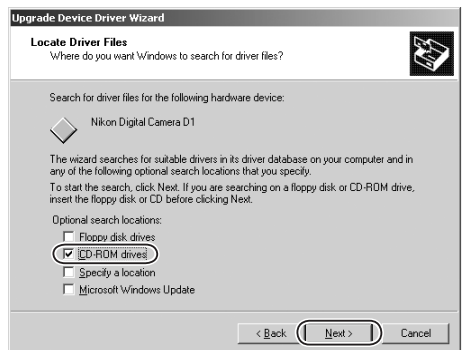 Upgrade Device Driver Wizard
Locate Driver Files
Where do you want Windows to search for driver files?
Search for driver files for the following hardware device:
Nikon Digital Camera D1
The wizard searches for suitable drivers in its driver database on your computer and in
any of the following optional search locations that you specify.
To start the search, click Next. If you are searching on a floppy disk or CD-ROM drive,
insert the floppy disk or CD before clicking Next.
Optional search locations:
Floppy disk drives
CD-ROM drives
Specify a location
Microsoft Windows Update
< Back Next > Cancel